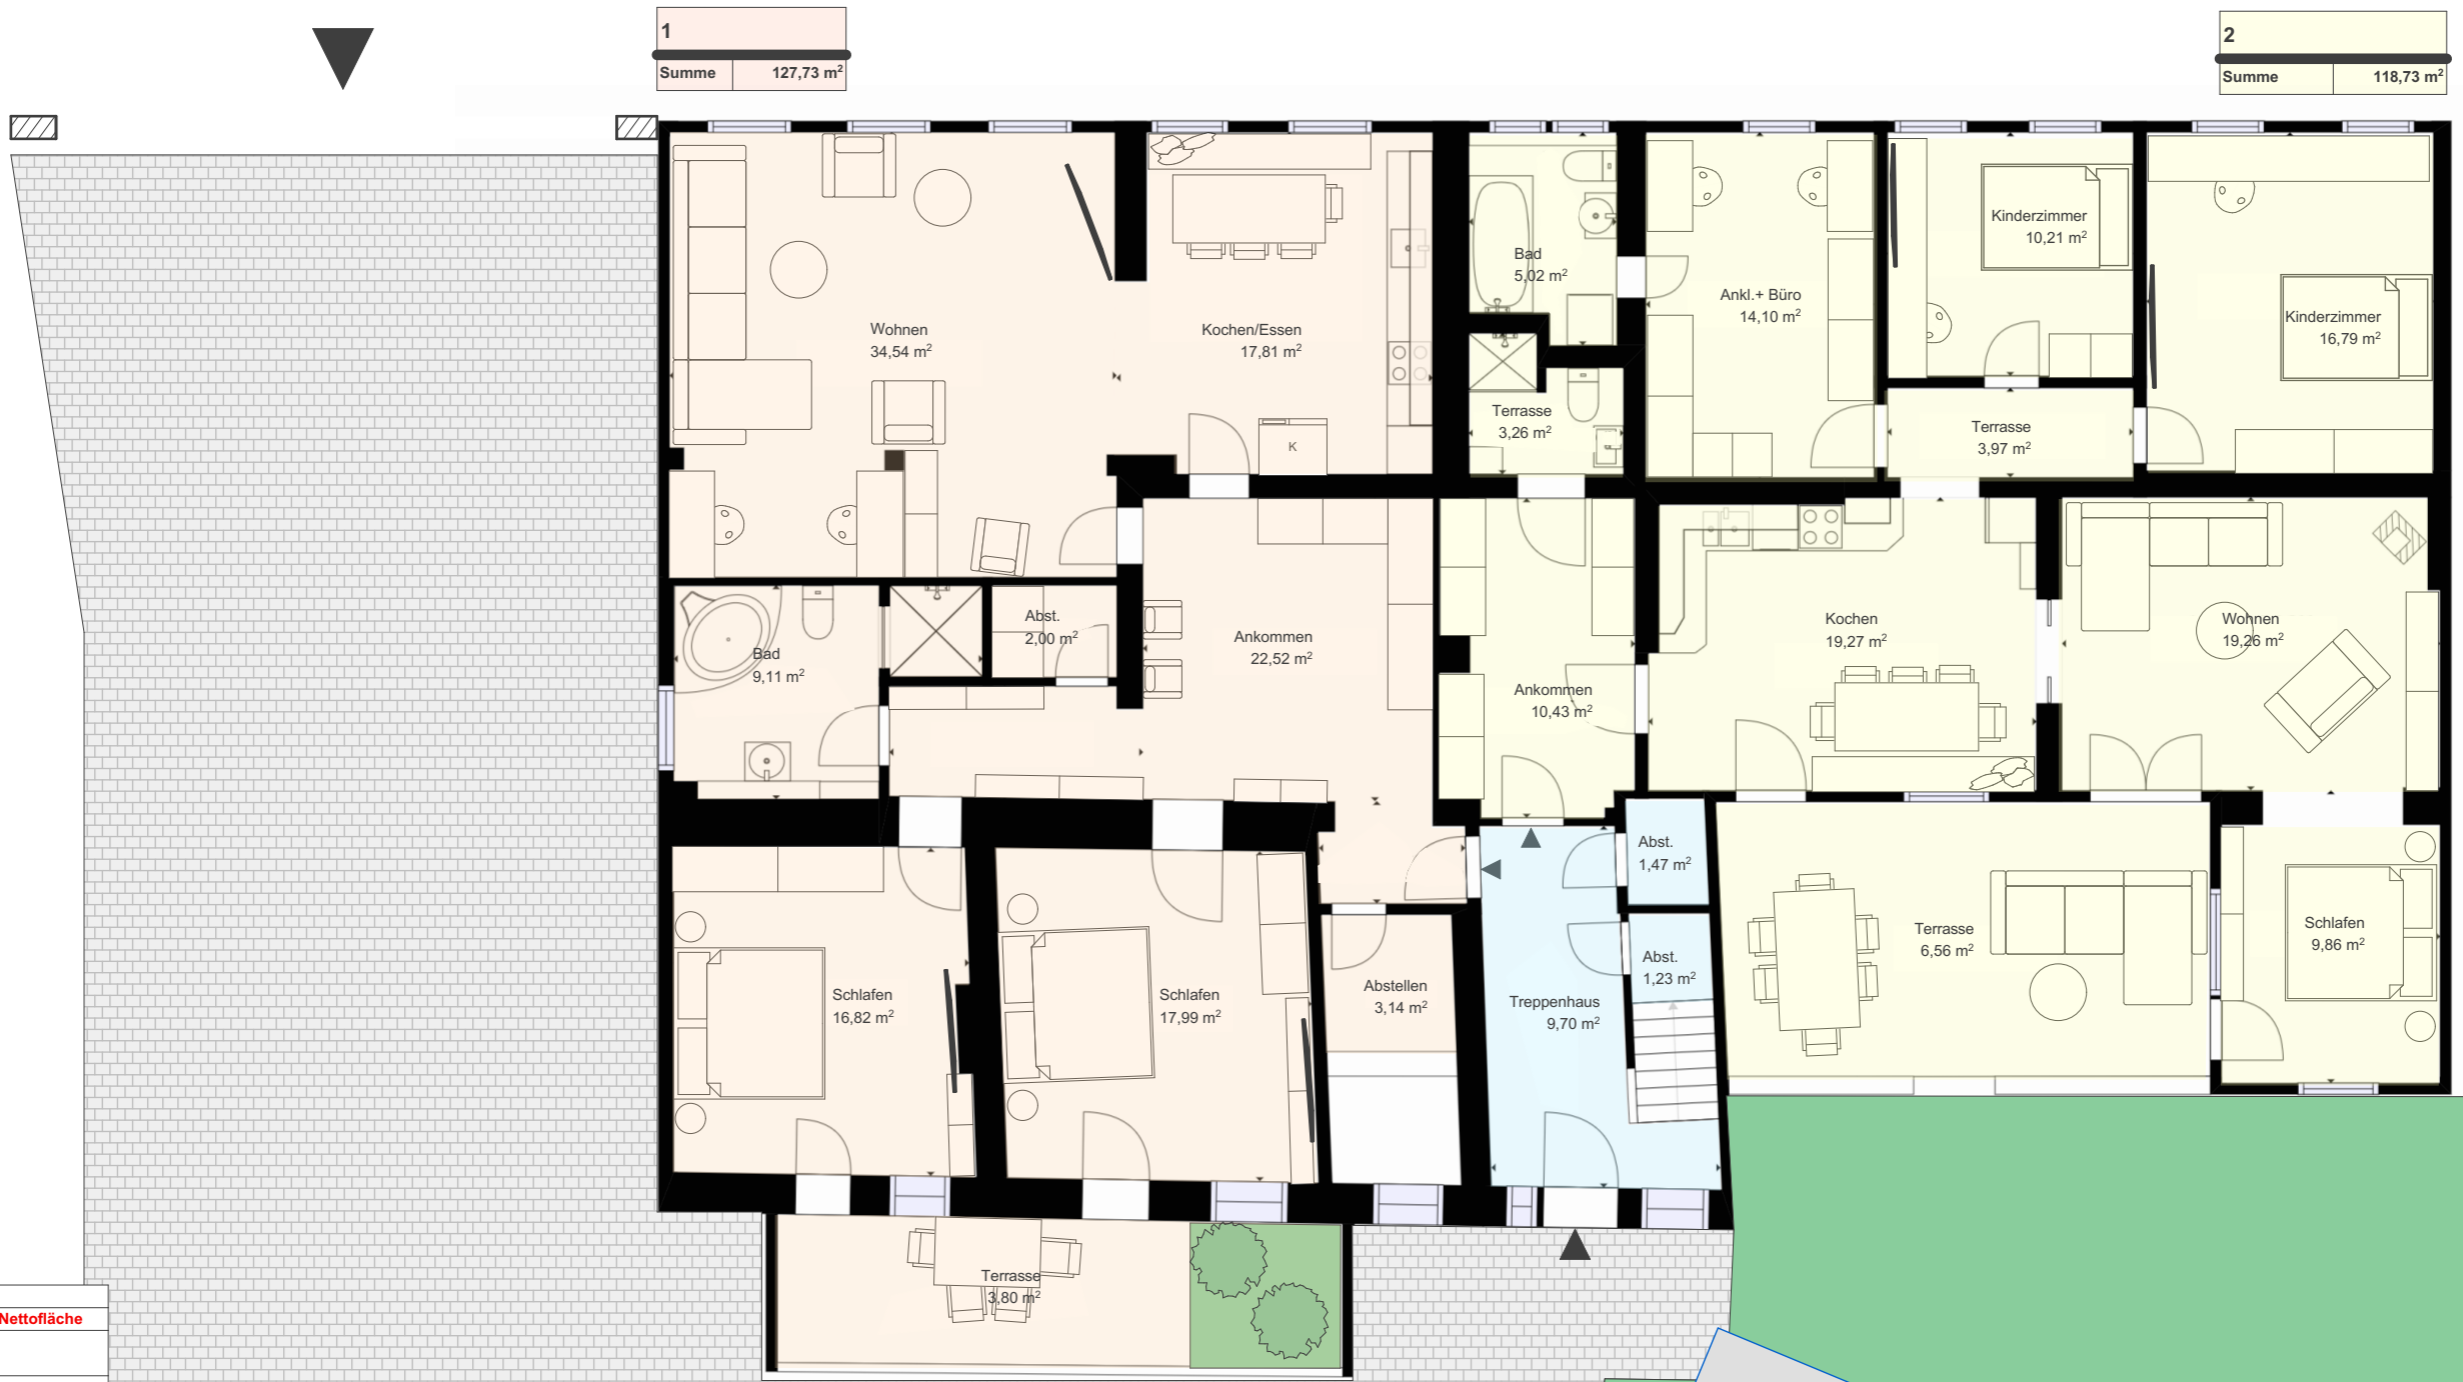 1
Summe 127,73 m²
2
Summe 118,73 m²
Wohnen
34,54 m²
Kochen/Essen
17,81 m²
K
Bad
5,02 m²
Terrasse
3,26 m²
Ankl.+ Büro
14,10 m²
Kinderzimmer
10,21 m²
Terrasse
3,97 m²
Kinderzimmer
16,79 m²
Bad
9,11 m²
Abst.
2,00 m²
Ankommen
22,52 m²
Ankommen
10,43 m²
Kochen
19,27 m²
Wohnen
19,26 m²
Schlafen
16,82 m²
Schlafen
17,99 m²
Abstellen
3,14 m²
Treppenhaus
9,70 m²
Abst.
1,47 m²
Abst.
1,23 m²
Terrasse
6,56 m²
Schlafen
9,86 m²
Terrasse
3,80 m²
Nettofläche